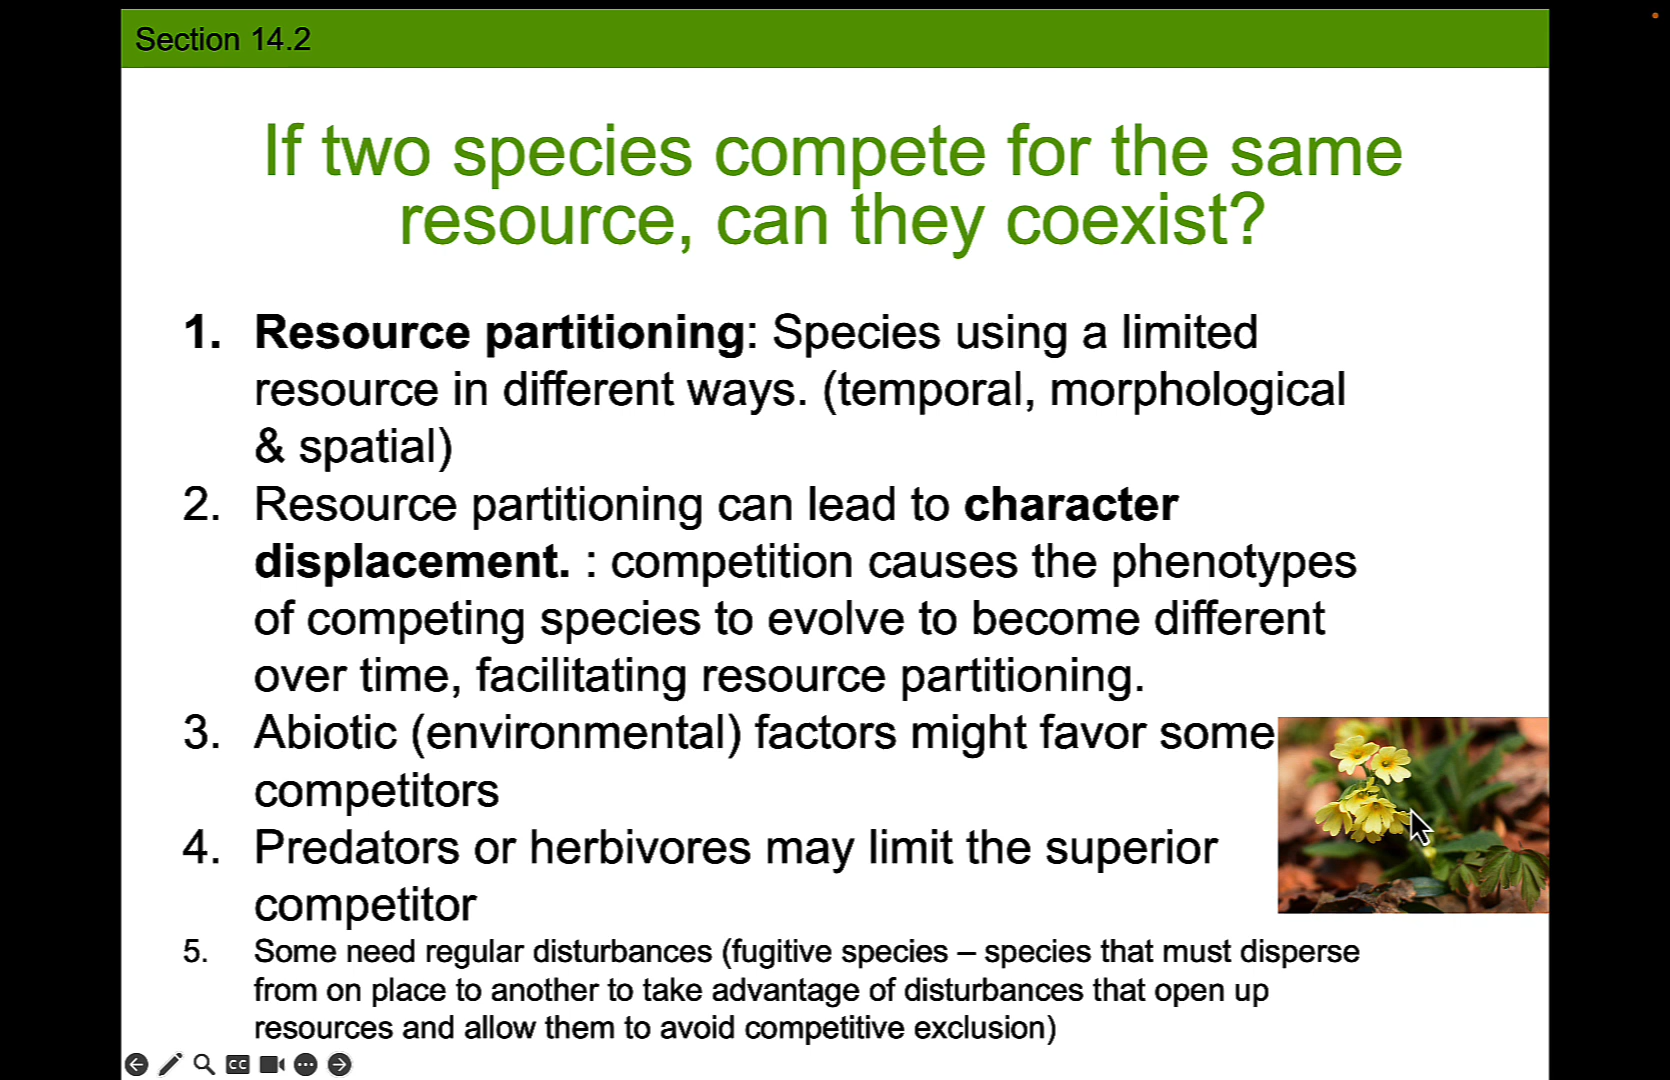 Section 14.2
If two species compete for the same
resource, can they coexist?
1. Resource partitioning: Species using a limited
resource in different ways. (temporal, morphological
& spatial)
2. Resource partitioning can lead to character
displacement. : competition causes the phenotypes
of competing species to evolve to become different
over time, facilitating resource partitioning.
3. Abiotic (environmental) factors might favor some
competitors
4. Predators or herbivores may limit the superior
competitor
5. Some need regular disturbances (fugitive species – species that must disperse
from on place to another to take advantage of disturbances that open up
resources and allow them to avoid competitive exclusion)
CC